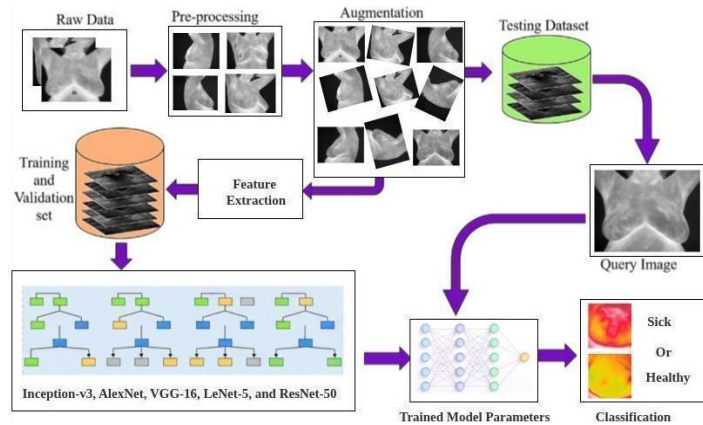 Raw Data
Pre-processing
Augmentation
Testing Dataset
Training
and
Validation
set
Feature
Extraction
Query Image
Inception-v3, AlexNet, VGG-16, LeNet-5, and ResNet-50
Trained Model Parameters
Sick
Or
Healthy
Classification